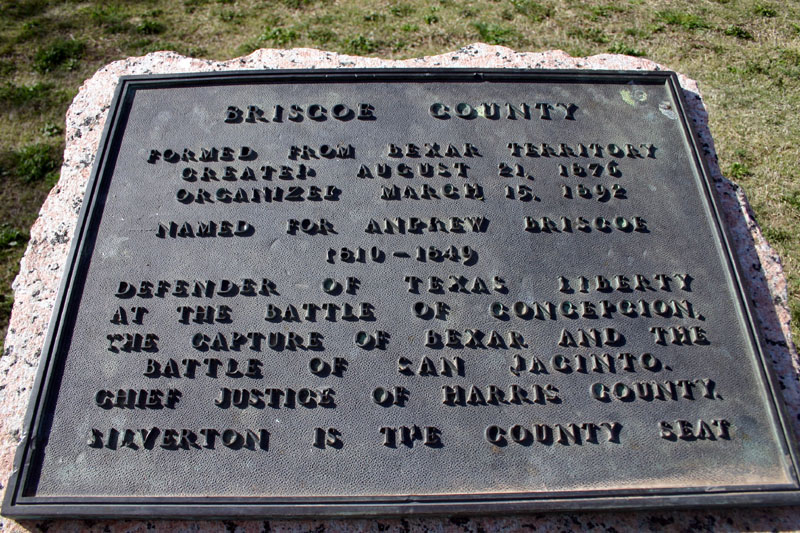 BRISCOE COUNTY
FORMED FROM BEXAR TERRITORY
CREATED AUGUST 21, 1876
ORGANIZED MARCH 15, 1892
NAMED FOR ANDREW BRISCOE
1810-1849
DEFENDER OF TEXAS LIBERTY
AT THE BATTLE OF CONCEPCION,
THE CAPTURE OF BEXAR AND THE
BATTLE OF SAN JACINTO.
CHIEF JUSTICE OF HARRIS COUNTY.
SILVERTON IS THE COUNTY SEAT